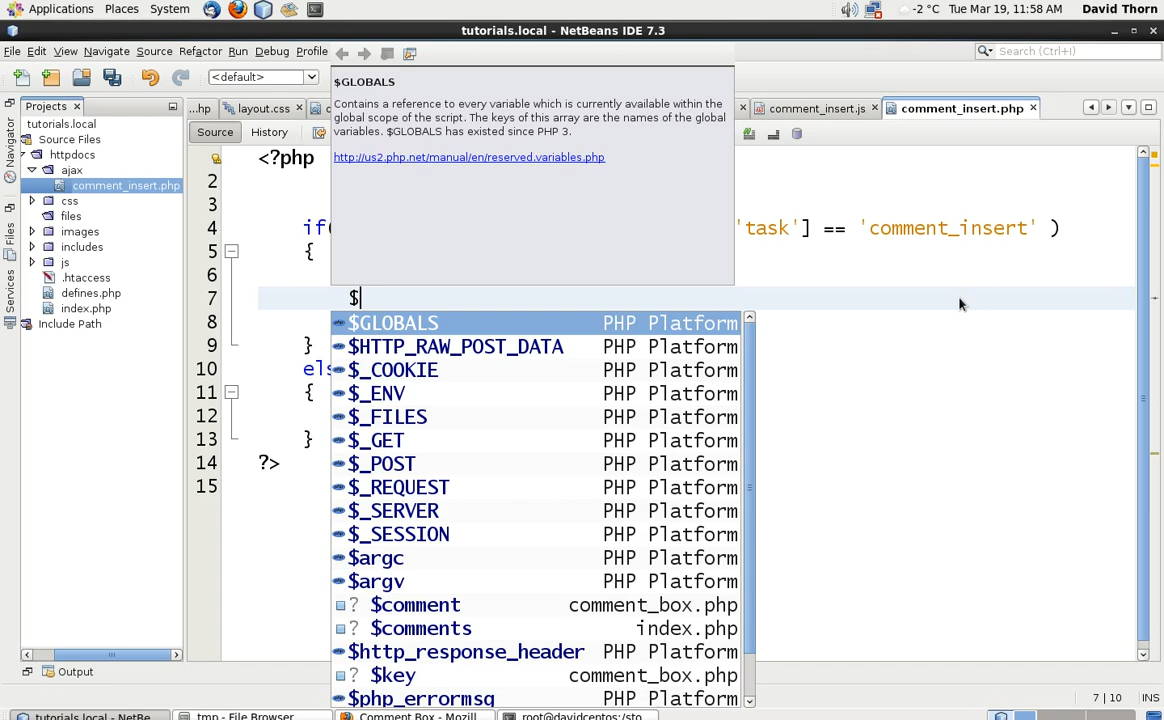 Applications Places System -2 °C Tue Mar 19, 11:58 AM David Thorn
tutorials.local - NetBeans IDE 7.3
File Edit View Navigate Source Refactor Run Debug Profile Search (Ctrl+I)
<default>
Projects ...hp layout.css comment_insert.js comment_insert.php
Source History
Navigator
Files
Services
tutorials.local
Source Files
httpdocs
ajax
comment_insert.php
css
files
images
includes
js
.htaccess
defines.php
index.php
Include Path
$GLOBALS
Contains a reference to every variable which is currently available within the
global scope of the script. The keys of this array are the names of the global
variables. $GLOBALS has existed since PHP 3.
http://us2.php.net/manual/en/reserved.variables.php
<?php
2
3
4 if( 'task'] == 'comment_insert' )
5 {
6
7 $
8
9 }
10 els
11 {
12
13 }
14 ?>
15
$GLOBALS PHP Platform
$HTTP_RAW_POST_DATA PHP Platform
$_COOKIE PHP Platform
$_ENV PHP Platform
$_FILES PHP Platform
$_GET PHP Platform
$_POST PHP Platform
$_REQUEST PHP Platform
$_SERVER PHP Platform
$_SESSION PHP Platform
$argc PHP Platform
$argv PHP Platform
? $comment comment_box.php
? $comments index.php
$http_response_header PHP Platform
? $key comment_box.php
$php_errormsg PHP Platform
Output
7 | 10 INS
tutorials.local - NetBe... tmp - File Browser Comment Box - Mozill... root@davidcentos:/sto...